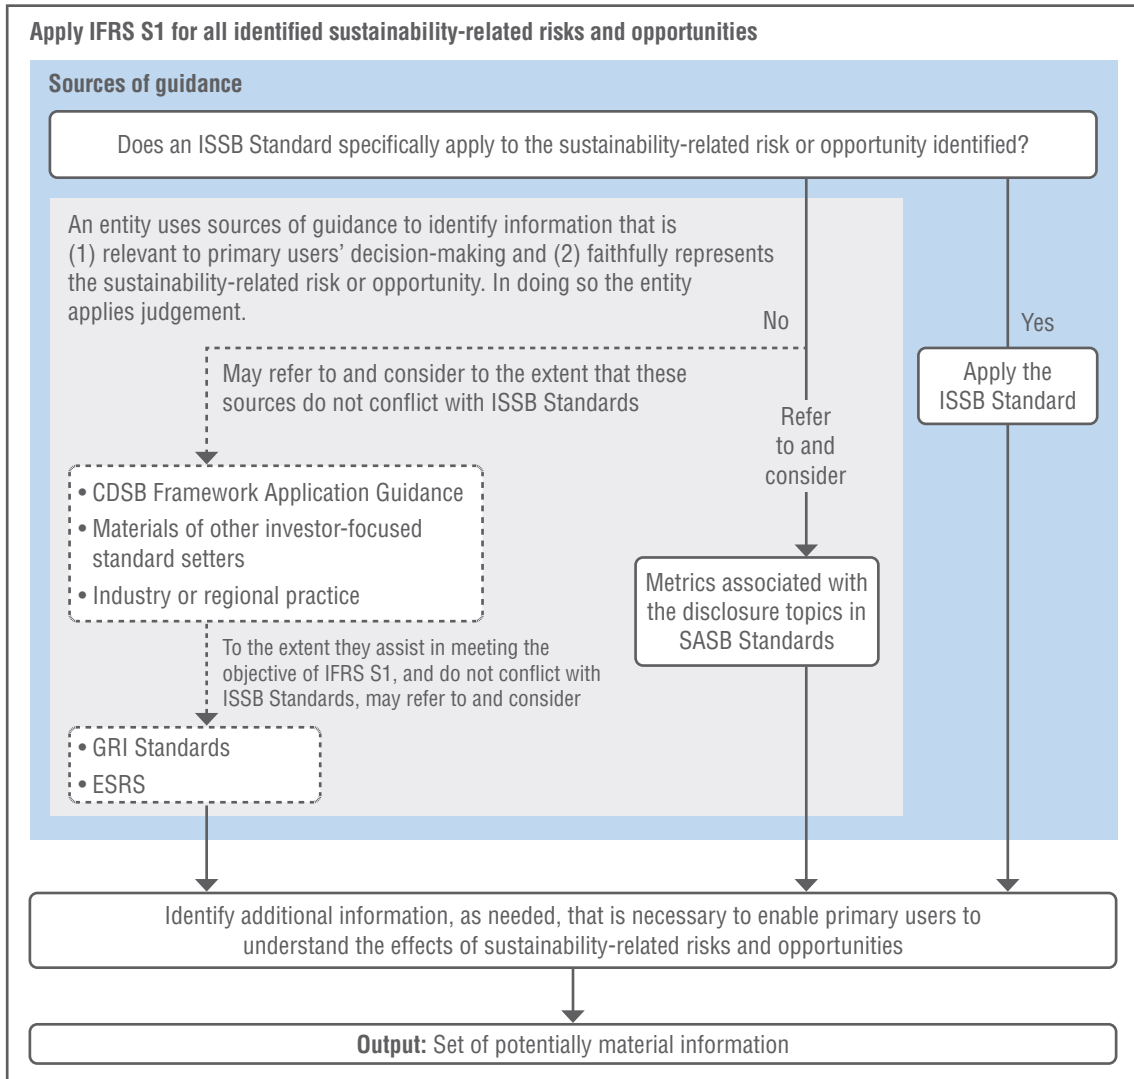 Apply IFRS S1 for all identified sustainability-related risks and opportunities
Sources of guidance
Does an ISSB Standard specifically apply to the sustainability-related risk or opportunity identified?
An entity uses sources of guidance to identify information that is
(1) relevant to primary users' decision-making and (2) faithfully represents
the sustainability-related risk or opportunity. In doing so the entity
applies judgement.
No
Yes
May refer to and consider to the extent that these
sources do not conflict with ISSB Standards
Apply the
ISSB Standard
Refer
to and
consider
• CDSB Framework Application Guidance
• Materials of other investor-focused
standard setters
• Industry or regional practice
Metrics associated with
the disclosure topics in
SASB Standards
To the extent they assist in meeting the
objective of IFRS S1, and do not conflict with
ISSB Standards, may refer to and consider
• GRI Standards
• ESRS
Identify additional information, as needed, that is necessary to enable primary users to
understand the effects of sustainability-related risks and opportunities
Output: Set of potentially material information